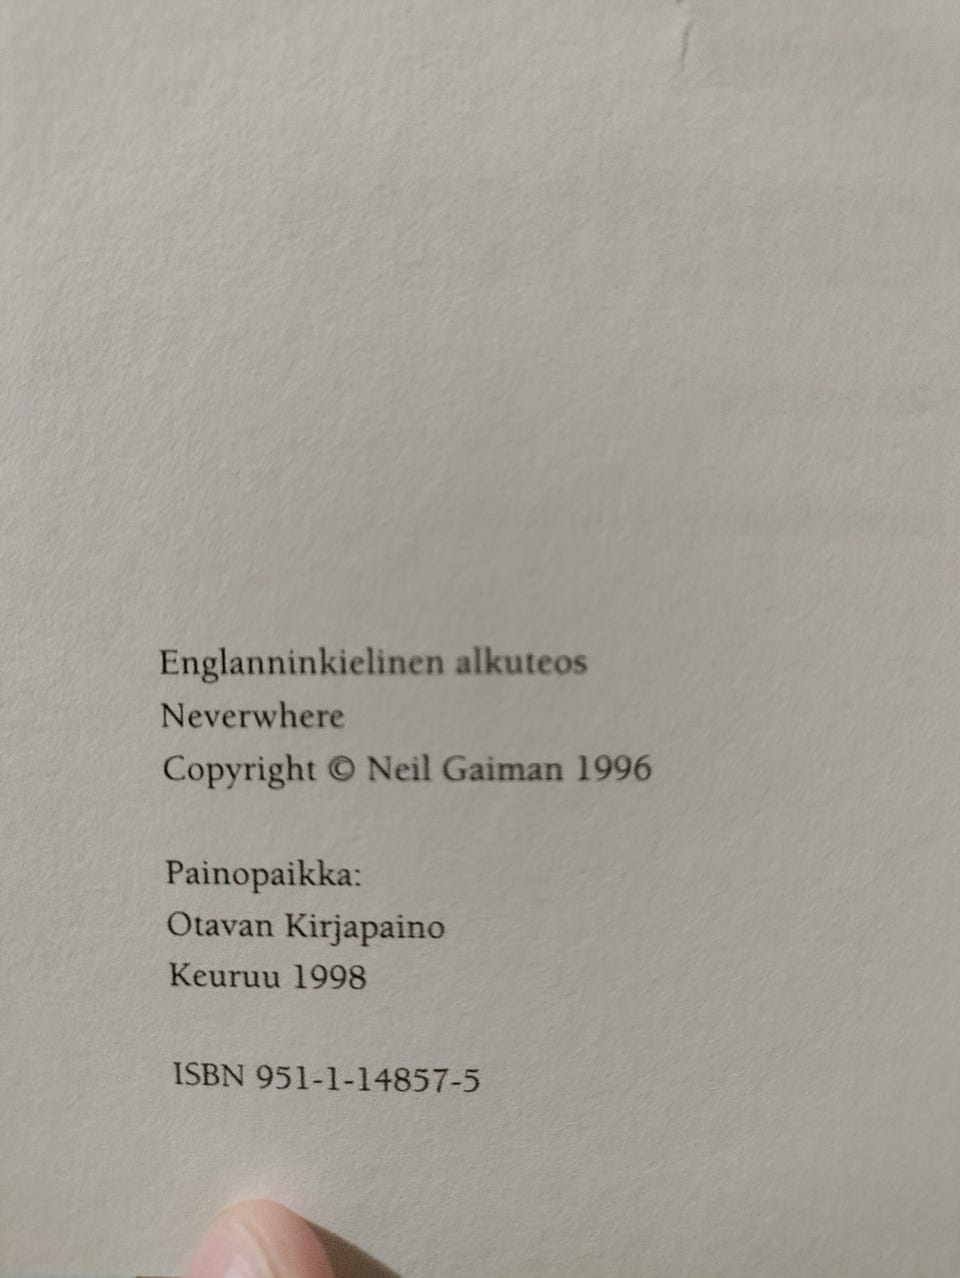 Englanninkielinen alkuteos
Neverwhere
Copyright © Neil Gaiman 1996
Painopaikka:
Otavan Kirjapaino
Keuruu 1998
ISBN 951-1-14857-5